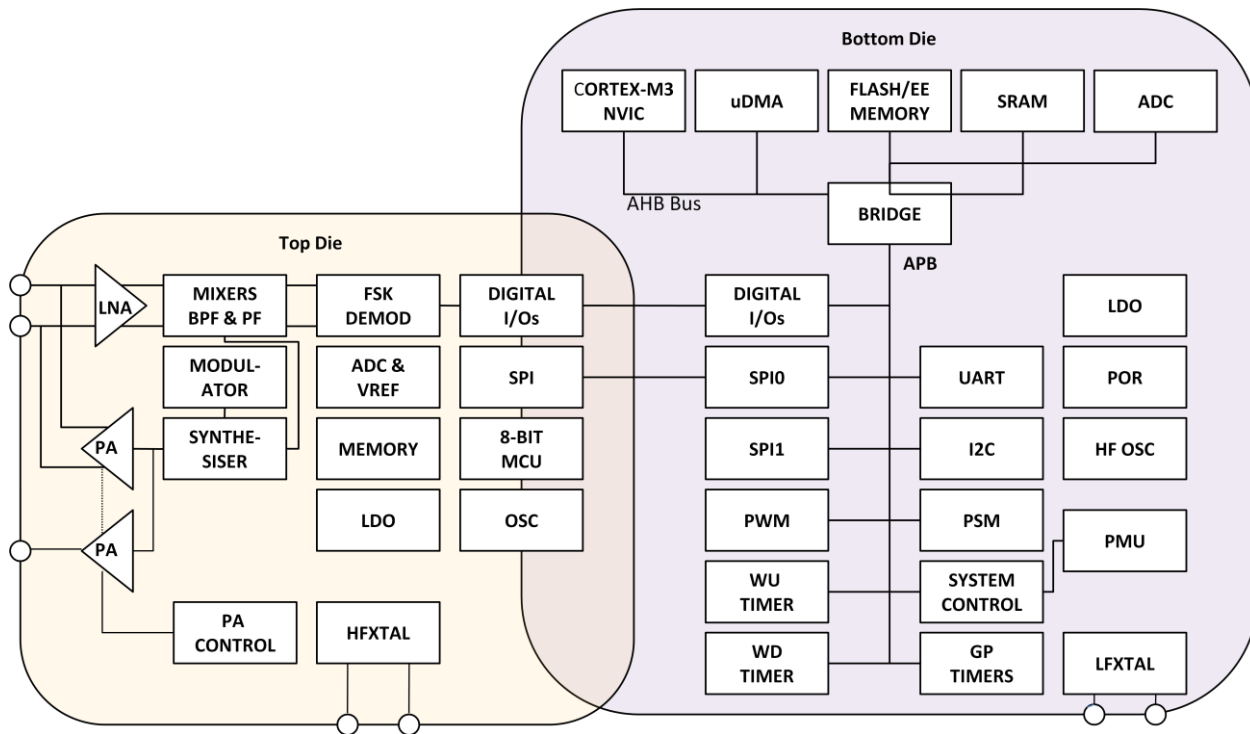 Bottom Die
CORTEX-M3
NVIC
uDMA
FLASH/EE
MEMORY
SRAM
ADC
AHB Bus
BRIDGE
APB
Top Die
LNA
MIXERS
BPF & PF
FSK
DEMOD
DIGITAL
I/Os
DIGITAL
I/Os
LDO
MODUL-
ATOR
ADC &
VREF
SPI
SPI0
UART
POR
PA
SYNTHE-
SISER
MEMORY
8-BIT
MCU
SPI1
I2C
HF OSC
PA
LDO
OSC
PWM
PSM
PMU
WU
TIMER
SYSTEM
CONTROL
PA
CONTROL
HFXTAL
WD
TIMER
GP
TIMERS
LFXTAL